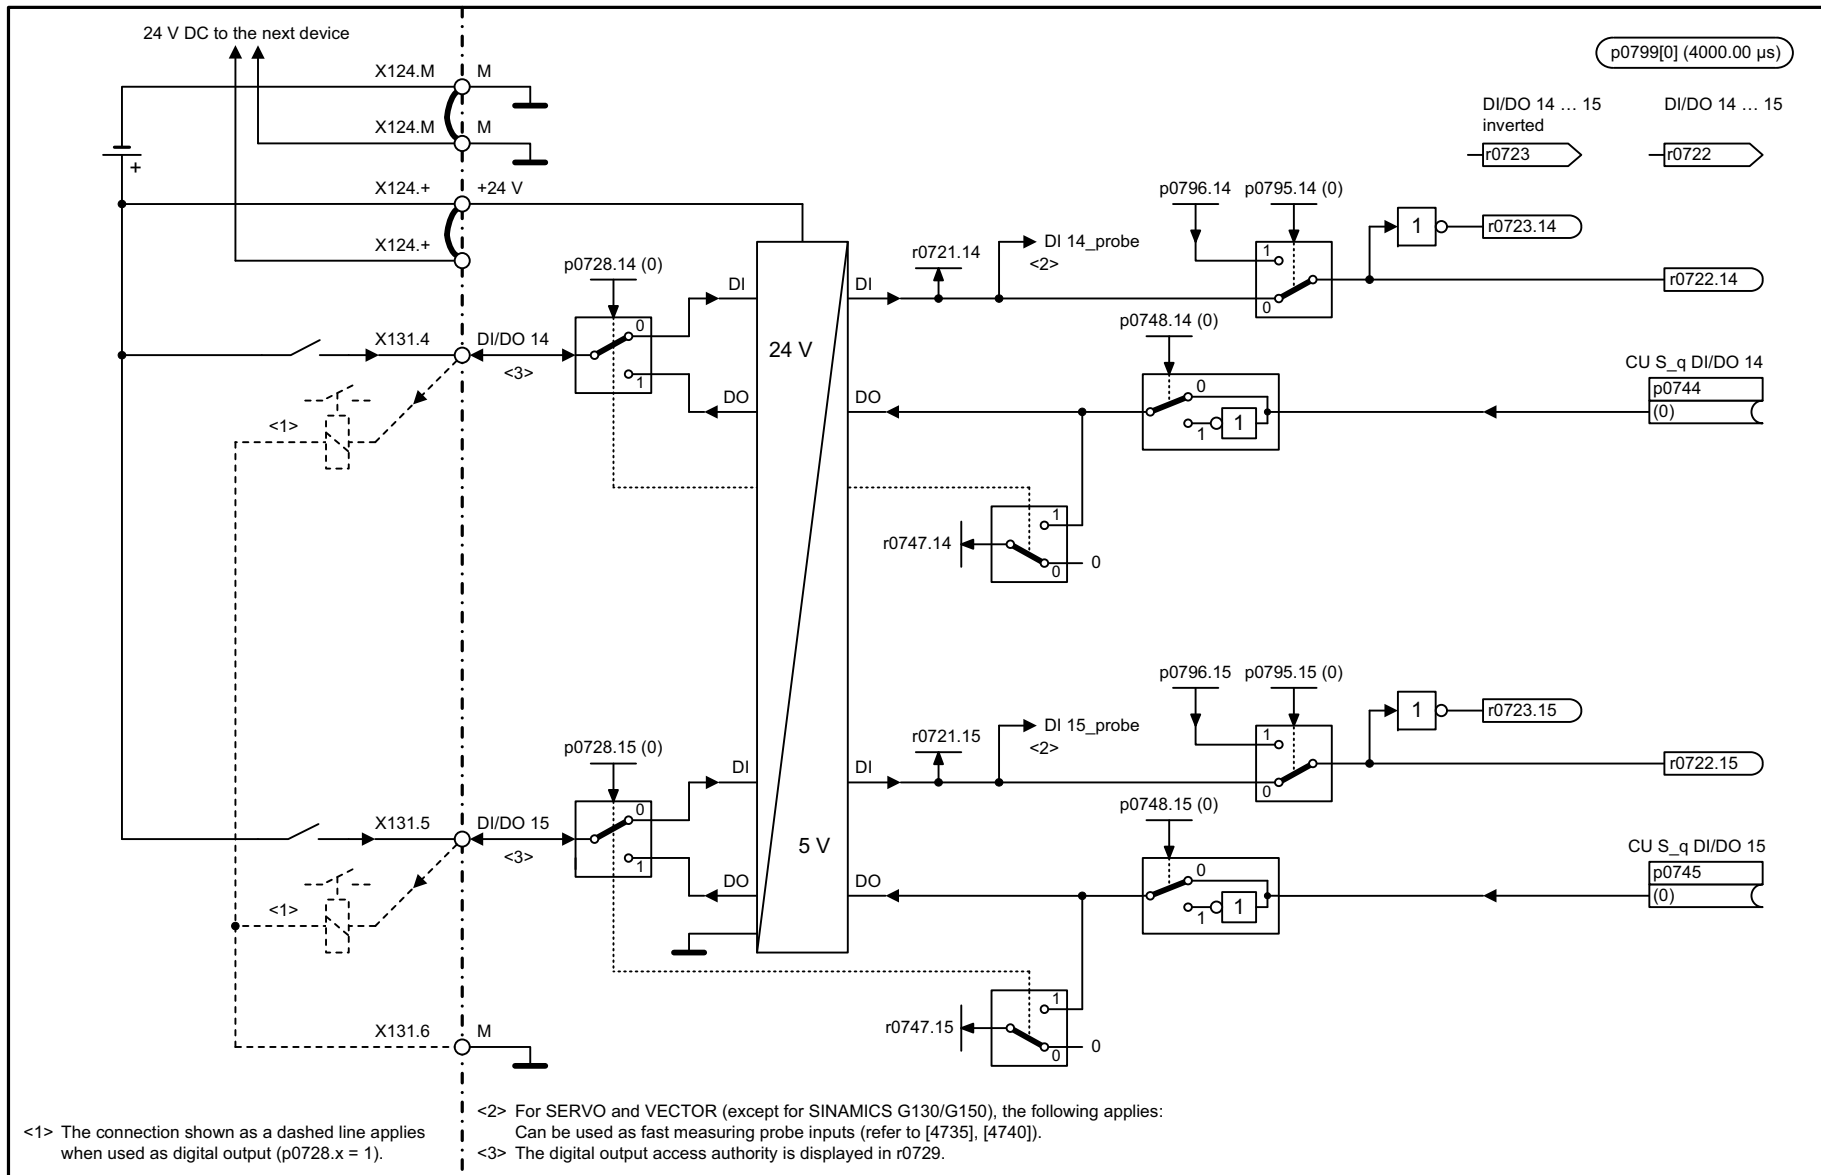 24 V DC to the next device
p0799[0] (4000.00 µs)
X124.M
M
DI/DO 14 … 15
inverted
DI/DO 14 … 15
X124.M
M
r0723
r0722
+
X124.+
+24 V
p0796.14
p0795.14 (0)
X124.+
p0728.14 (0)
r0721.14
DI 14_probe
<2>
1
0
1
r0723.14
r0722.14
DI
DI
X131.4
DI/DO 14
<3>
0
1
24 V
p0748.14 (0)
CU S_q DI/DO 14
p0744
(0)
DO
DO
0
1
1
<1>
r0747.14
1
0
0
p0796.15
p0795.15 (0)
p0728.15 (0)
r0721.15
DI 15_probe
<2>
1
0
1
r0723.15
r0722.15
DI
DI
X131.5
DI/DO 15
<3>
0
1
5 V
p0748.15 (0)
CU S_q DI/DO 15
p0745
(0)
DO
DO
0
1
1
<1>
r0747.15
1
0
0
X131.6
M
<1> The connection shown as a dashed line applies
when used as digital output (p0728.x = 1).
<2> For SERVO and VECTOR (except for SINAMICS G130/G150), the following applies:
Can be used as fast measuring probe inputs (refer to [4735], [4740]).
<3> The digital output access authority is displayed in r0729.